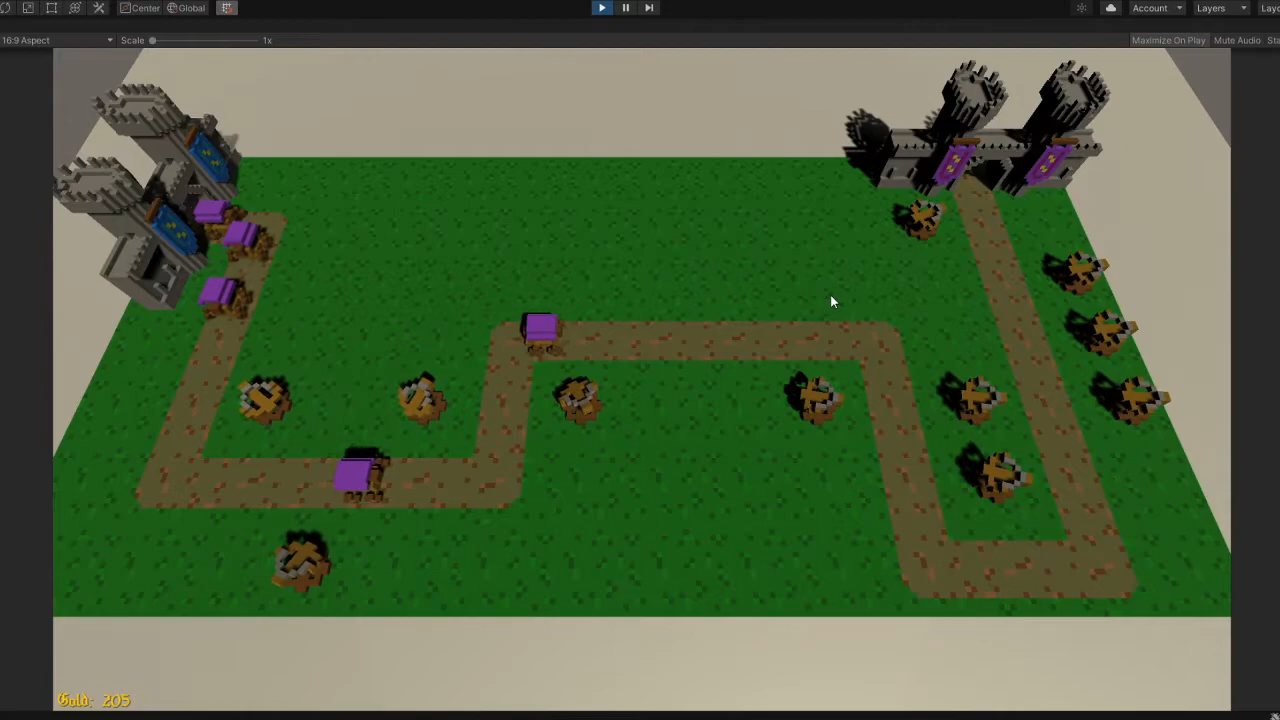 Center Global Account Layers
16:9 Aspect Scale 1x Maximize On Play Mute Audio
Gold: 205